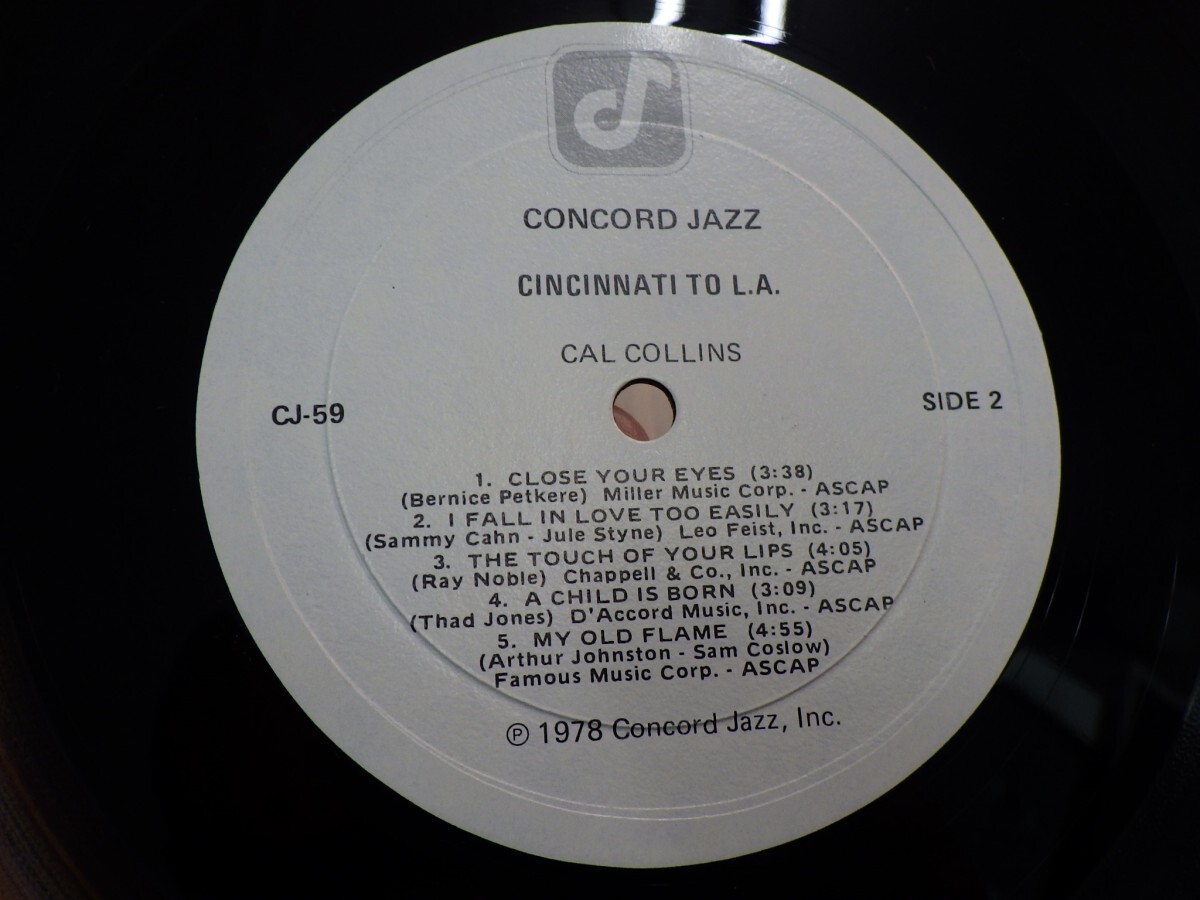 CONCORD JAZZ
CINCINNATI TO L.A.
CAL COLLINS
CJ-59
SIDE 2
1. CLOSE YOUR EYES (3:38)
(Bernice Petkere) Miller Music Corp. - ASCAP
2. I FALL IN LOVE TOO EASILY (3:17)
(Sammy Cahn - Jule Styne) Leo Feist, Inc. - ASCAP
3. THE TOUCH OF YOUR LIPS (4:05)
(Ray Noble) Chappell & Co., Inc. - ASCAP
4. A CHILD IS BORN (3:09)
(Thad Jones) D'Accord Music, Inc. - ASCAP
5. MY OLD FLAME (4:55)
(Arthur Johnston - Sam Coslow)
Famous Music Corp. - ASCAP
℗ 1978 Concord Jazz, Inc.